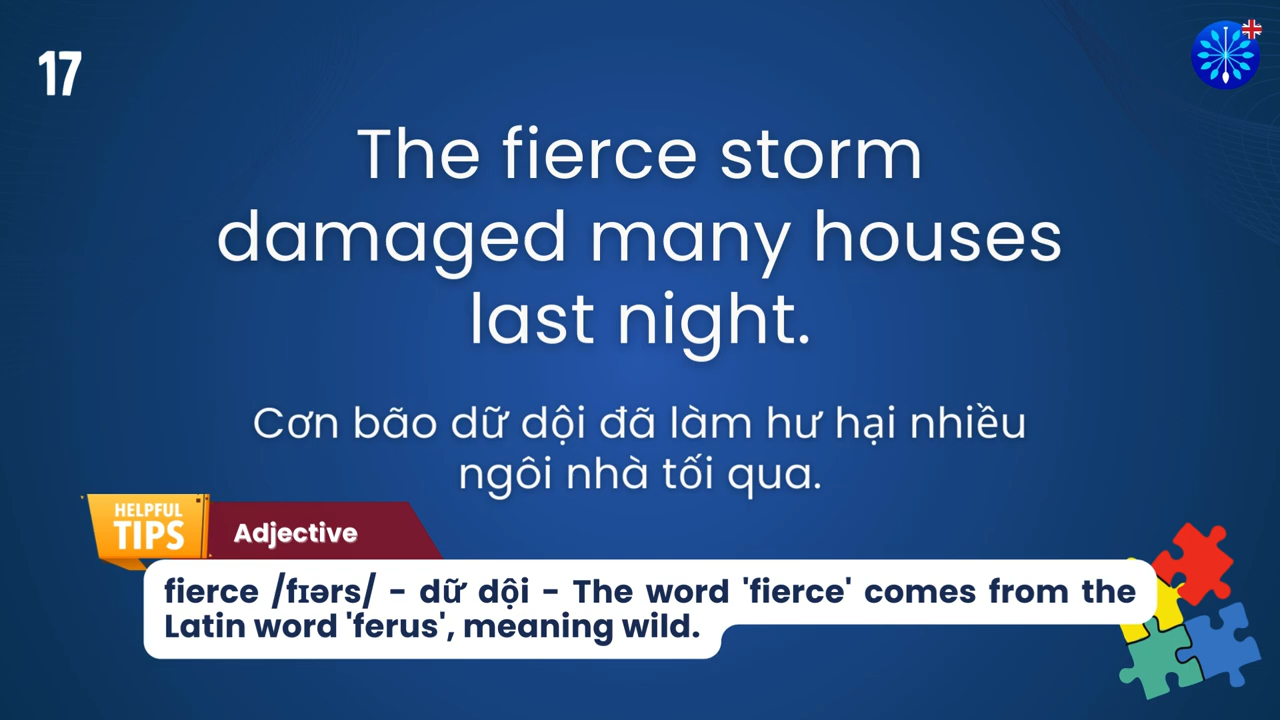 17
The fierce storm
damaged many houses
last night.
Cơn bão dữ dội đã làm hư hại nhiều
ngôi nhà tối qua.
HELPFUL
TIPS
Adjective
fierce /fɪərs/ - dữ dội - The word 'fierce' comes from the
Latin word 'ferus', meaning wild.